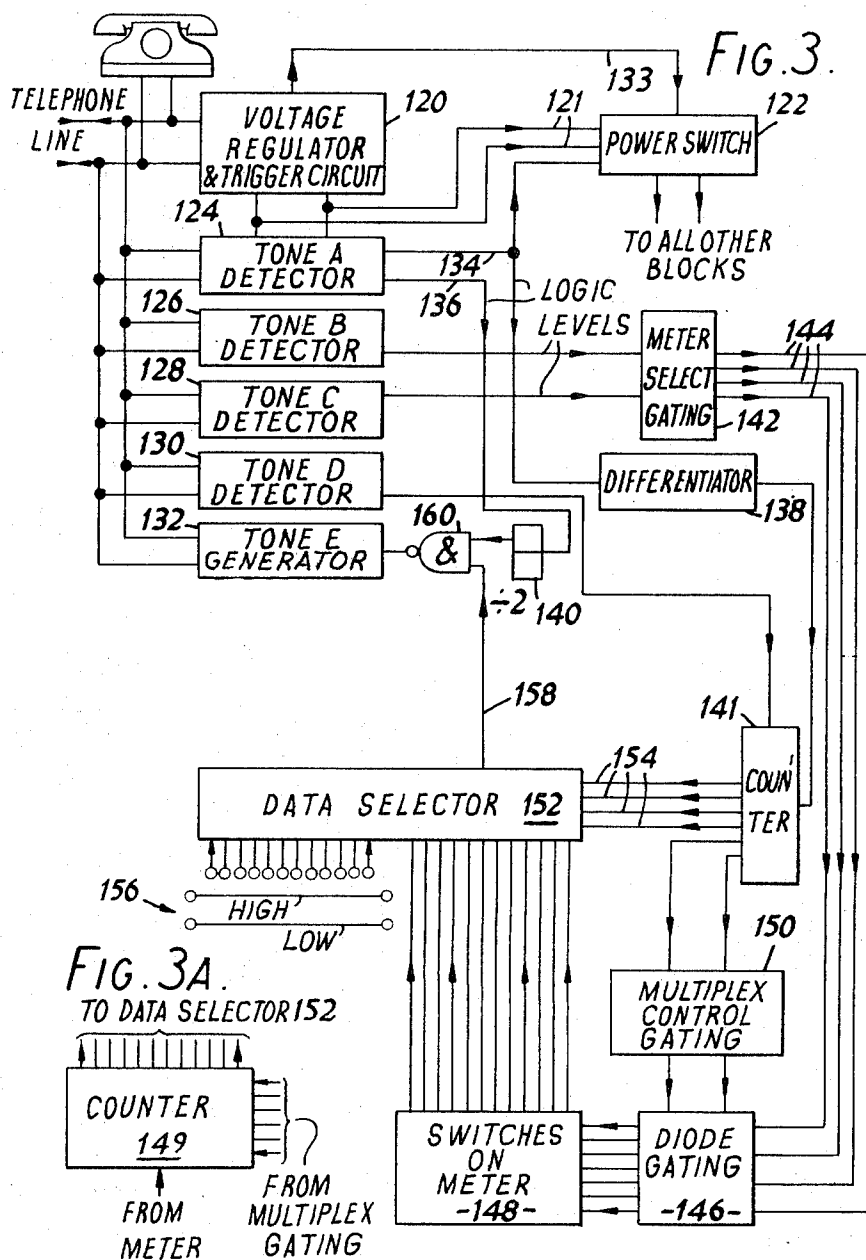 FIG. 3.
133
TELEPHONE
LINE
VOLTAGE
REGULATOR
& TRIGGER CIRCUIT
120
121
122
POWER SWITCH
124
TONE A
DETECTOR
134
136
TO ALL OTHER
BLOCKS
126
TONE B
DETECTOR
LOGIC
LEVELS
METER
SELECT
GATING
142
144
128
TONE C
DETECTOR
130
TONE D
DETECTOR
DIFFERENTIATOR
138
132
TONE E
GENERATOR
160
&
÷2
140
158
141
COUN'
TER
154
DATA SELECTOR 152
156
HIGH'
LOW'
150
MULTIPLEX
CONTROL
GATING
FIG. 3A.
TO DATA SELECTOR 152
COUNTER
149
FROM
METER
FROM
MULTIPLEX
GATING
SWITCHES
ON
METER
-148-
DIODE
GATING
-146-